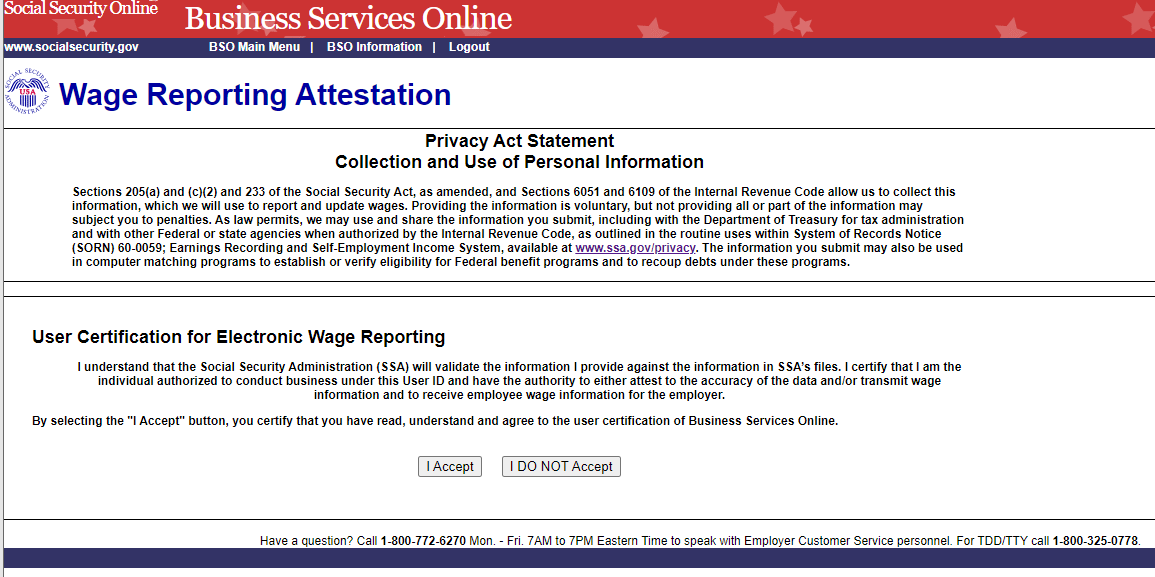 Social Security Online
Business Services Online
www.socialsecurity.gov BSO Main Menu | BSO Information | Logout
SOCIAL SECURITY ADMINISTRATION
USA
Wage Reporting Attestation
Privacy Act Statement
Collection and Use of Personal Information
Sections 205(a) and (c)(2) and 233 of the Social Security Act, as amended, and Sections 6051 and 6109 of the Internal Revenue Code allow us to collect this
information, which we will use to report and update wages. Providing the information is voluntary, but not providing all or part of the information may
subject you to penalties. As law permits, we may use and share the information you submit, including with the Department of Treasury for tax administration
and with other Federal or state agencies when authorized by the Internal Revenue Code, as outlined in the routine uses within System of Records Notice
(SORN) 60-0059; Earnings Recording and Self-Employment Income System, available at www.ssa.gov/privacy. The information you submit may also be used
in computer matching programs to establish or verify eligibility for Federal benefit programs and to recoup debts under these programs.
User Certification for Electronic Wage Reporting
I understand that the Social Security Administration (SSA) will validate the information I provide against the information in SSA's files. I certify that I am the
individual authorized to conduct business under this User ID and have the authority to either attest to the accuracy of the data and/or transmit wage
information and to receive employee wage information for the employer.
By selecting the "I Accept" button, you certify that you have read, understand and agree to the user certification of Business Services Online.
I Accept I DO NOT Accept
Have a question? Call 1-800-772-6270 Mon. - Fri. 7AM to 7PM Eastern Time to speak with Employer Customer Service personnel. For TDD/TTY call 1-800-325-0778.